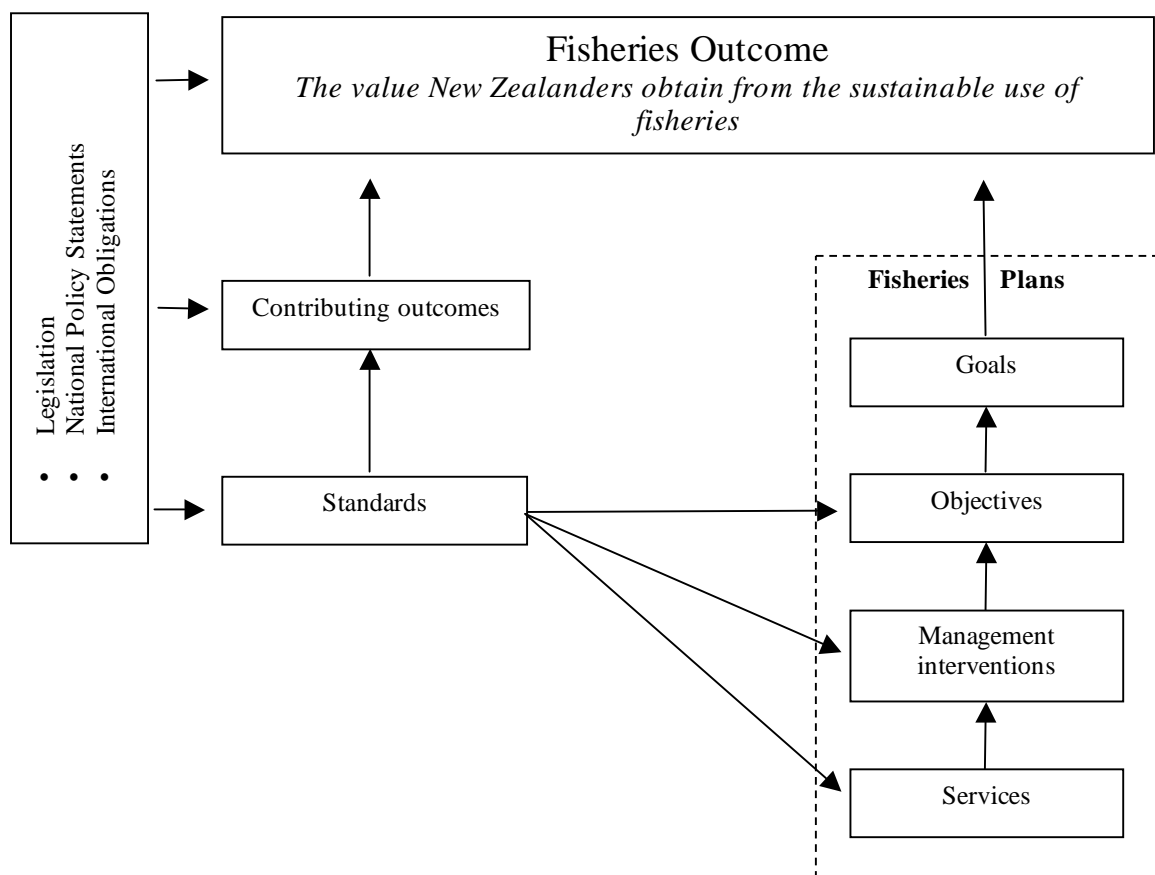 Fisheries Outcome
The value New Zealanders obtain from the sustainable use of
fisheries
• Legislation
• National Policy Statements
• International Obligations
Contributing outcomes
Standards
Fisheries Plans
Goals
Objectives
Management
interventions
Services